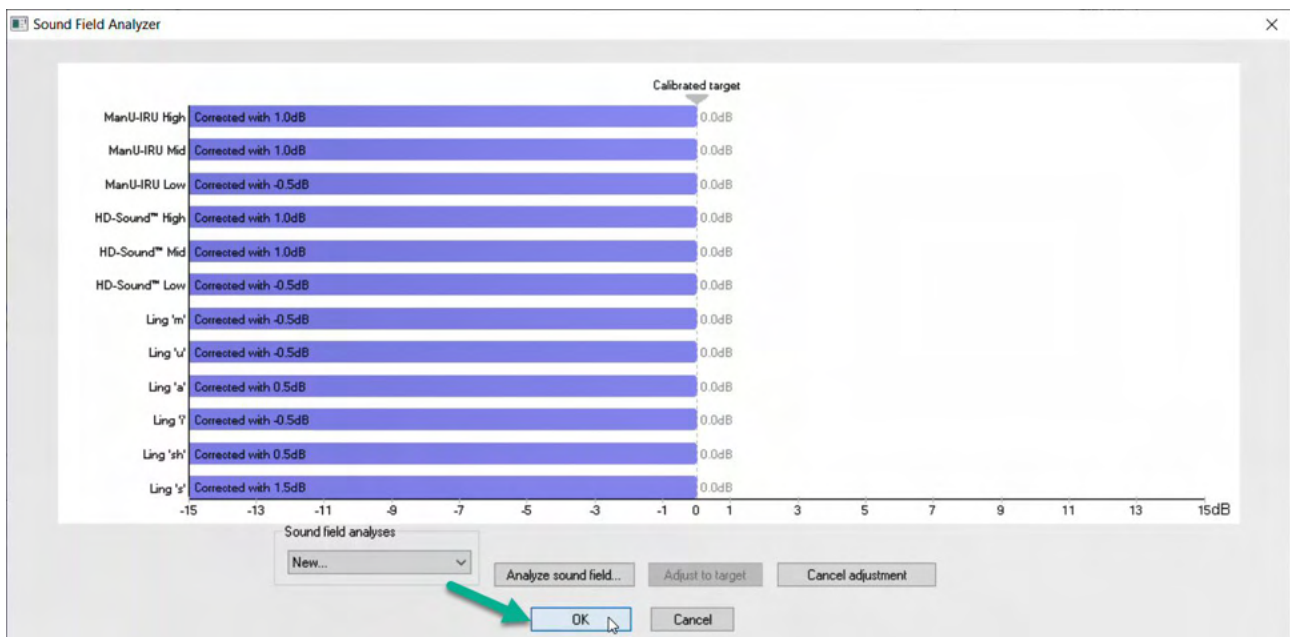 Sound Field Analyzer
Calibrated target
ManU-IRU High Corrected with 1.0dB 0.0dB
ManU-IRU Mid Corrected with 1.0dB 0.0dB
ManU-IRU Low Corrected with -0.5dB 0.0dB
HD-Sound™ High Corrected with 1.0dB 0.0dB
HD-Sound™ Mid Corrected with 1.0dB 0.0dB
HD-Sound™ Low Corrected with -0.5dB 0.0dB
Ling 'm' Corrected with -0.5dB 0.0dB
Ling 'u' Corrected with -0.5dB 0.0dB
Ling 'a' Corrected with 0.5dB 0.0dB
Ling 'i' Corrected with -0.5dB 0.0dB
Ling 'sh' Corrected with 0.5dB 0.0dB
Ling 's' Corrected with 1.5dB 0.0dB
-15 -13 -11 -9 -7 -5 -3 -1 0 1 3 5 7 9 11 13 15dB
Sound field analyses
New...
Analyze sound field... Adjust to target Cancel adjustment
OK Cancel